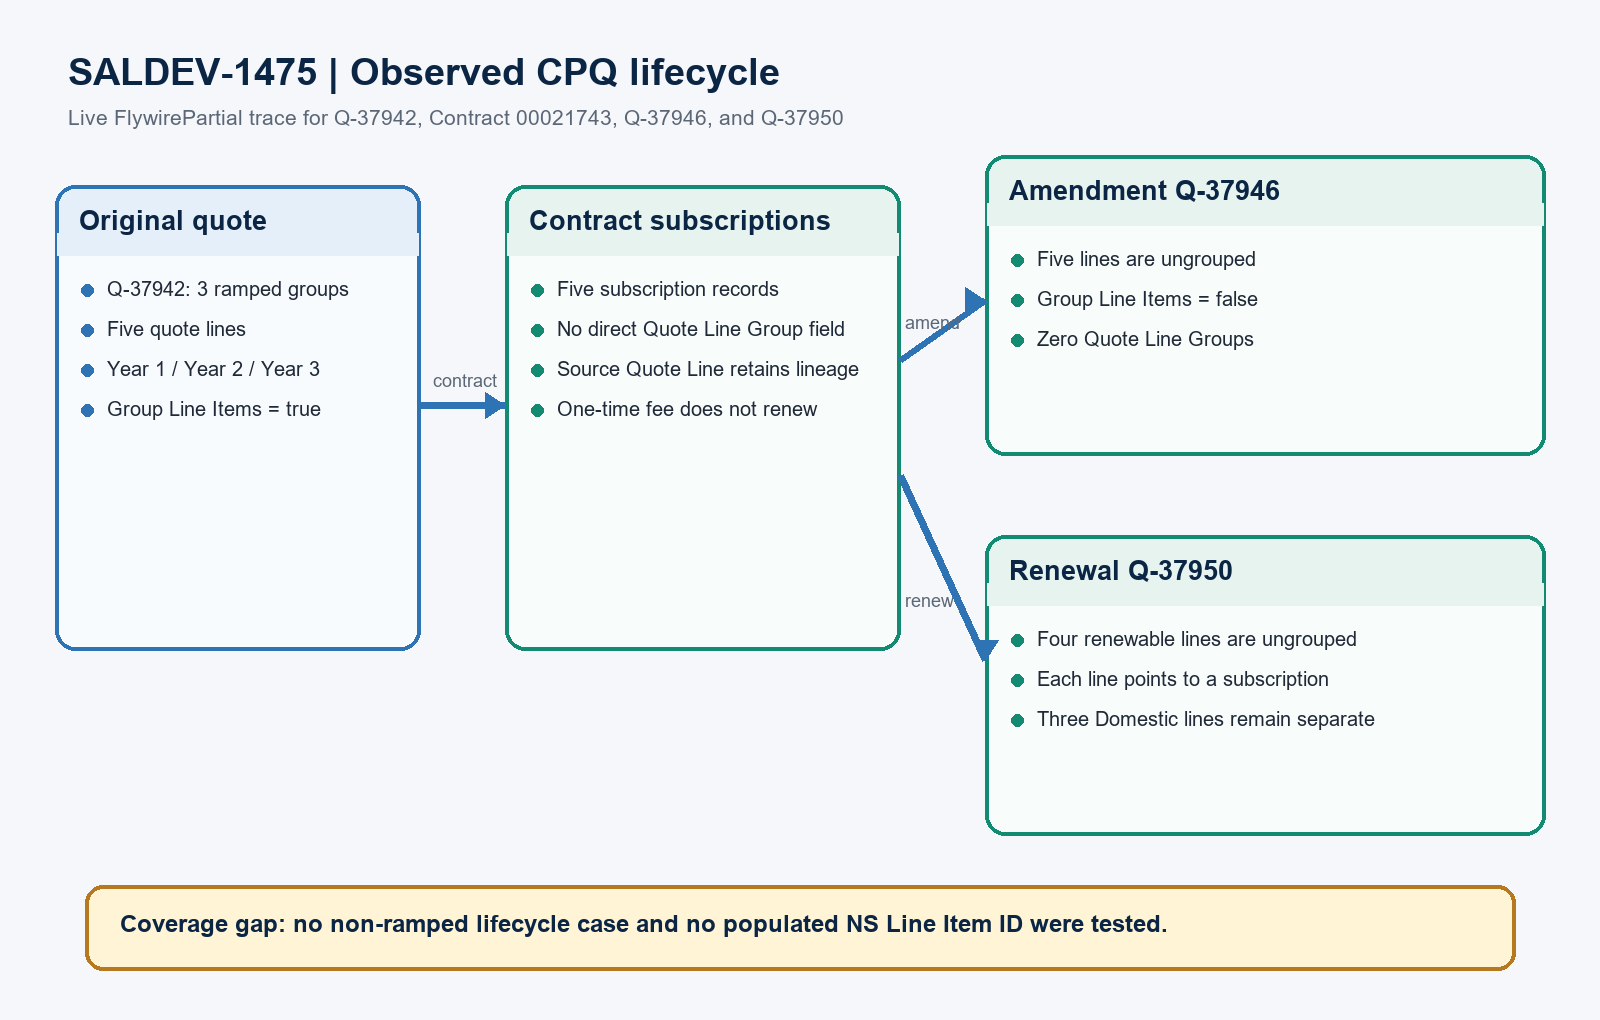 SALDEV-1475 | Observed CPQ lifecycle
Live FlywirePartial trace for Q-37942, Contract 00021743, Q-37946, and Q-37950
Original quote
Q-37942: 3 ramped groups
Five quote lines
Year 1 / Year 2 / Year 3
Group Line Items = true
contract
Contract subscriptions
Five subscription records
No direct Quote Line Group field
Source Quote Line retains lineage
One-time fee does not renew
amend
Amendment Q-37946
Five lines are ungrouped
Group Line Items = false
Zero Quote Line Groups
renew
Renewal Q-37950
Four renewable lines are ungrouped
Each line points to a subscription
Three Domestic lines remain separate
Coverage gap: no non-ramped lifecycle case and no populated NS Line Item ID were tested.